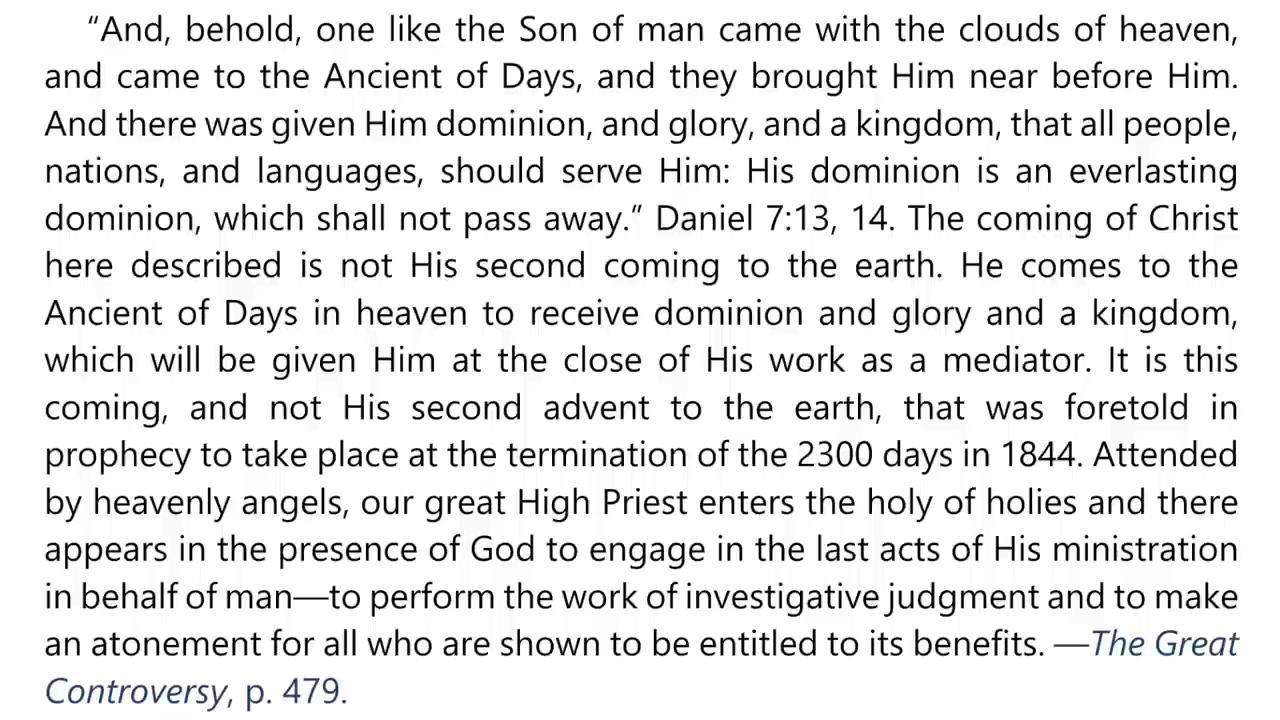 “And, behold, one like the Son of man came with the clouds of heaven,
and came to the Ancient of Days, and they brought Him near before Him.
And there was given Him dominion, and glory, and a kingdom, that all people,
nations, and languages, should serve Him: His dominion is an everlasting
dominion, which shall not pass away.” Daniel 7:13, 14. The coming of Christ
here described is not His second coming to the earth. He comes to the
Ancient of Days in heaven to receive dominion and glory and a kingdom,
which will be given Him at the close of His work as a mediator. It is this
coming, and not His second advent to the earth, that was foretold in
prophecy to take place at the termination of the 2300 days in 1844. Attended
by heavenly angels, our great High Priest enters the holy of holies and there
appears in the presence of God to engage in the last acts of His ministration
in behalf of man—to perform the work of investigative judgment and to make
an atonement for all who are shown to be entitled to its benefits. —The Great
Controversy, p. 479.